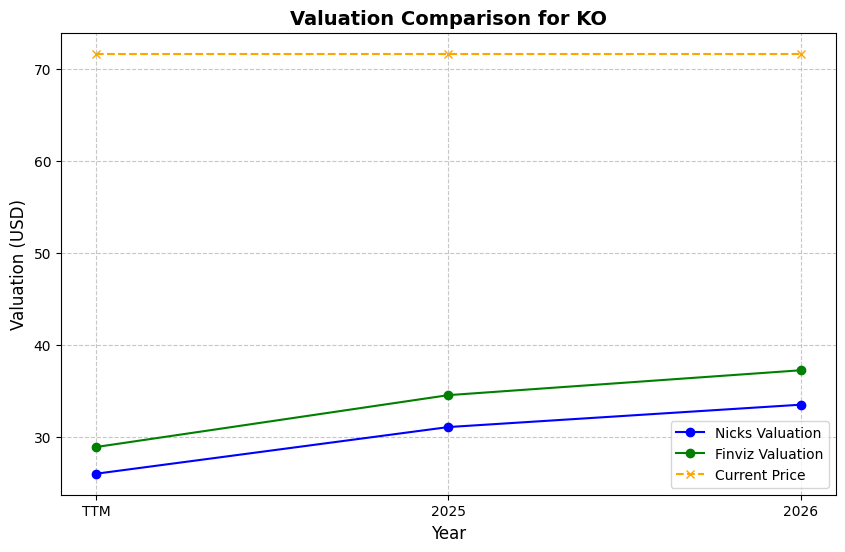 Valuation Comparison for KO
Valuation (USD)
70
60
50
40
30
TTM
2025
2026
Year
Nicks Valuation
Finviz Valuation
Current Price